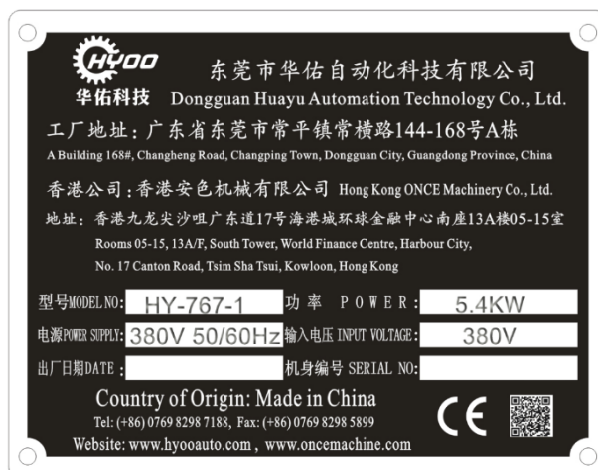 HYOO
华佑科技
东莞市华佑自动化科技有限公司
Dongguan Huayu Automation Technology Co., Ltd.
工厂地址：广东省东莞市常平镇常横路144-168号A栋
A Building 168#, Changheng Road, Changping Town, Dongguan City, Guangdong Province, China
香港公司：香港安色机械有限公司 Hong Kong ONCE Machinery Co., Ltd.
地址：香港九龙尖沙咀广东道17号海港城环球金融中心南座13A楼05-15室
Rooms 05-15, 13A/F, South Tower, World Finance Centre, Harbour City,
No. 17 Canton Road, Tsim Sha Tsui, Kowloon, Hong Kong
型号MODEL NO: HY-767-1 功率 POWER: 5.4KW
电源POWER SUPPLY: 380V 50/60Hz 输入电压 INPUT VOLTAGE: 380V
出厂日期DATE : 机身编号 SERIAL NO:
Country of Origin: Made in China
Tel: (+86) 0769 8298 7188, Fax: (+86) 0769 8298 5899
Website: www.hyooauto.com , www.oncemachine.com
CE